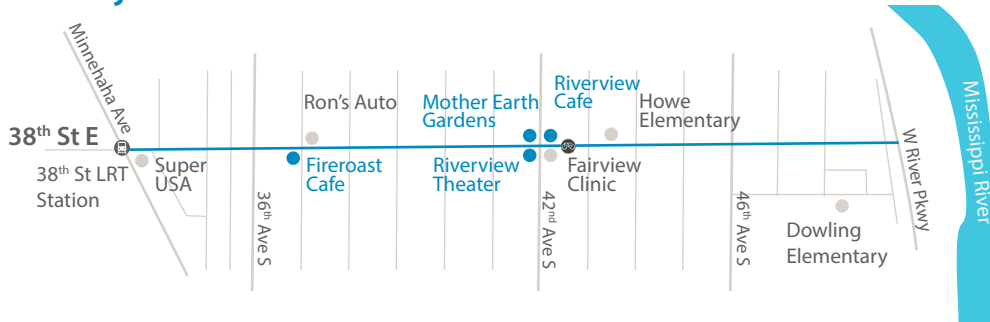 Minnehaha Ave
38th St E
38th St LRT
Station
Super
USA
36th Ave S
Ron's Auto
Fireroast
Cafe
Mother Earth
Gardens
Riverview
Theater
Riverview
Cafe
42nd Ave S
Fairview
Clinic
Howe
Elementary
46th Ave S
Dowling
Elementary
W River Pkwy
Mississippi River